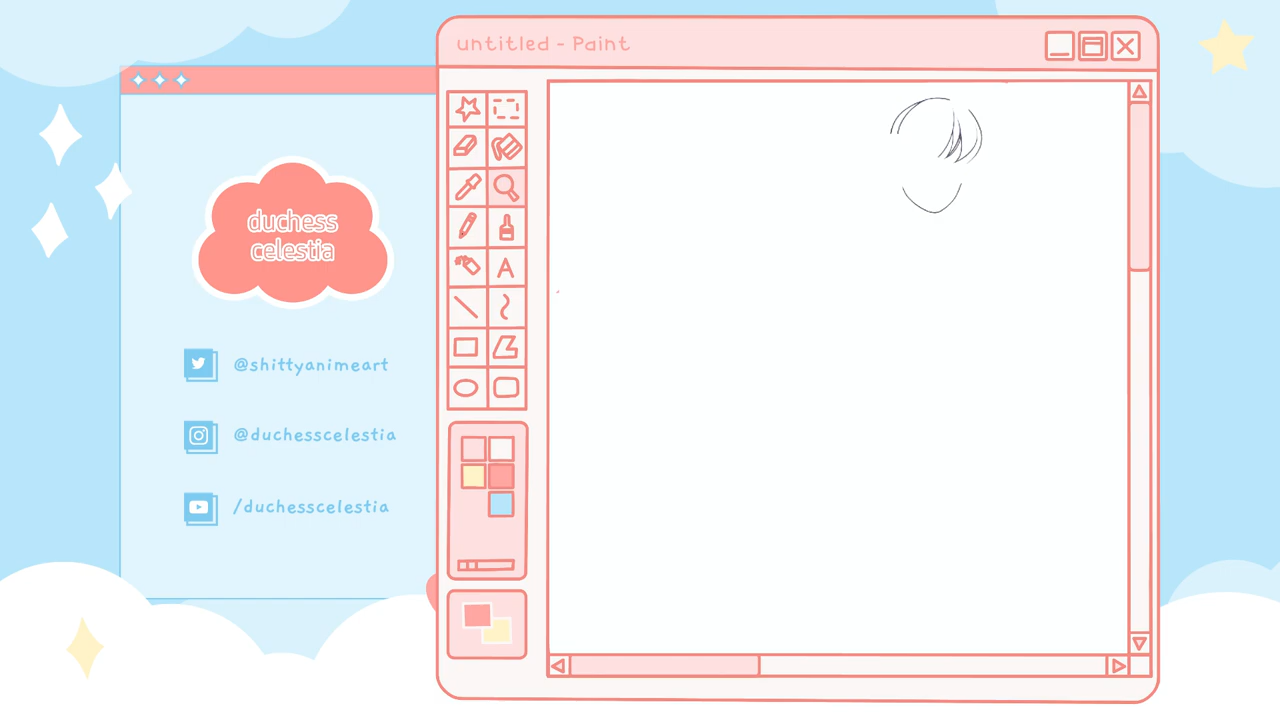 untitled - Paint
duchess
celestia
@shittyanimeart
@duchesscelestia
/duchesscelestia
A